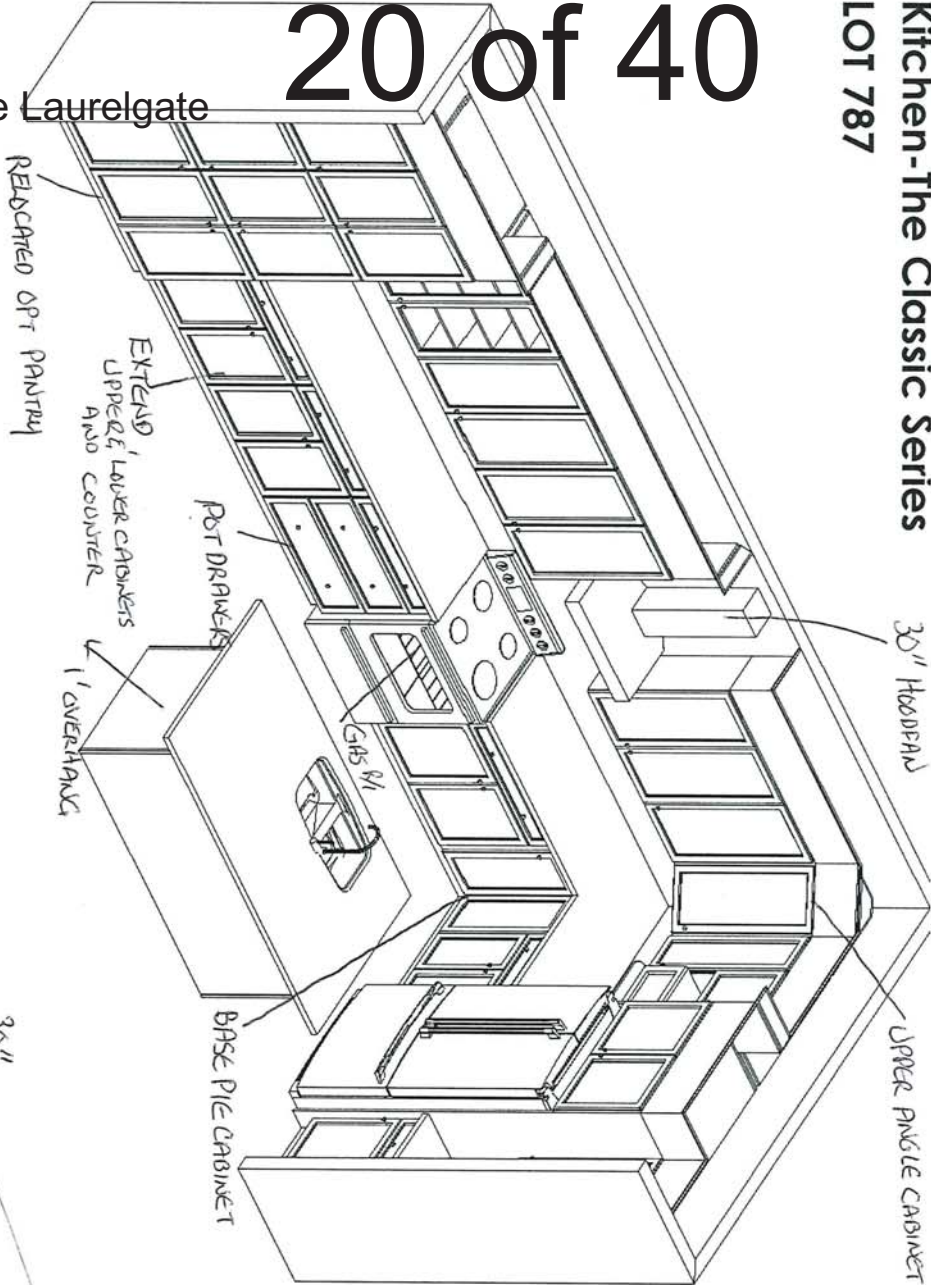 20 of 40
e Laurelgate
Kitchen-The Classic Series
LOT 787
30" HOODFAN
UPPER ANGLE CABINET
RELOCATED OPT PANTRY
EXTEND
UPPER & LOWER CABINETS
AND COUNTER
POT DRAWERS
1' OVERHANG
GAS R/I
BASE PIE CABINET